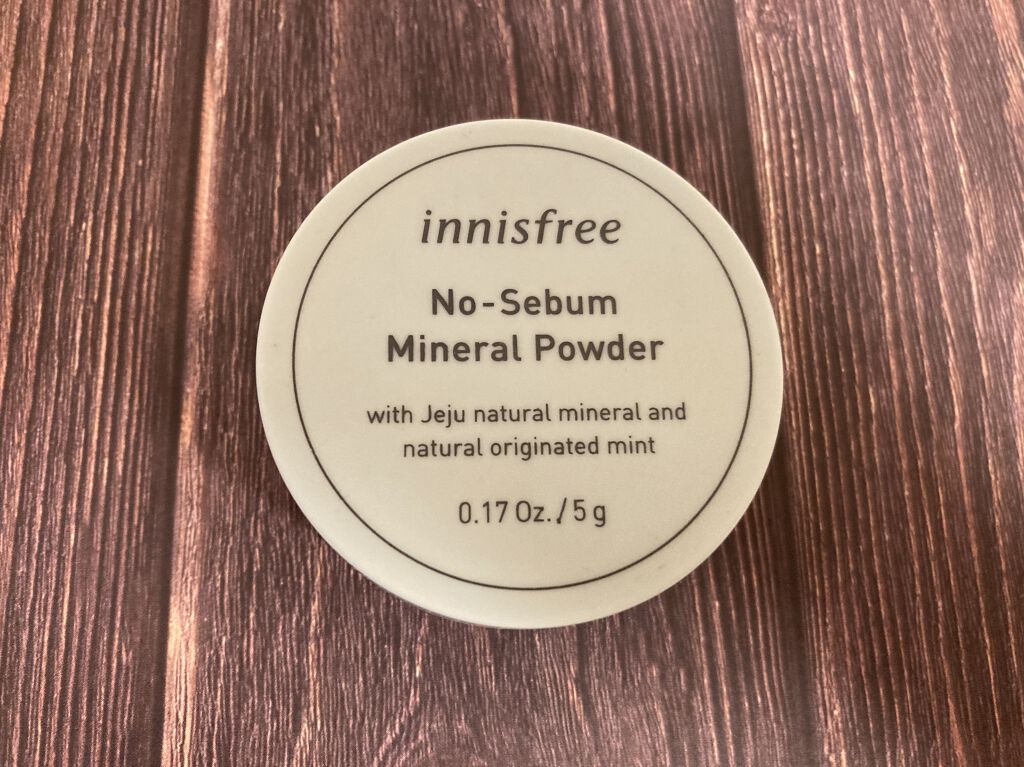 innisfree
No-Sebum
Mineral Powder
with Jeju natural mineral and
natural originated mint
0.17 Oz./5 g